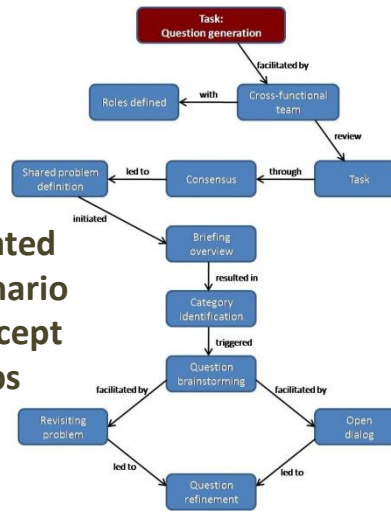 Task:
Question generation
facilitated by
Roles defined
with
Cross-functional
team
review
Shared problem
definition
led to
Consensus
through
Task
initiated
Briefing
overview
resulted in
Category
identification
triggered
Question
brainstorming
facilitated by
facilitated by
Revisiting
problem
Open
dialog
led to
led to
Question
refinement